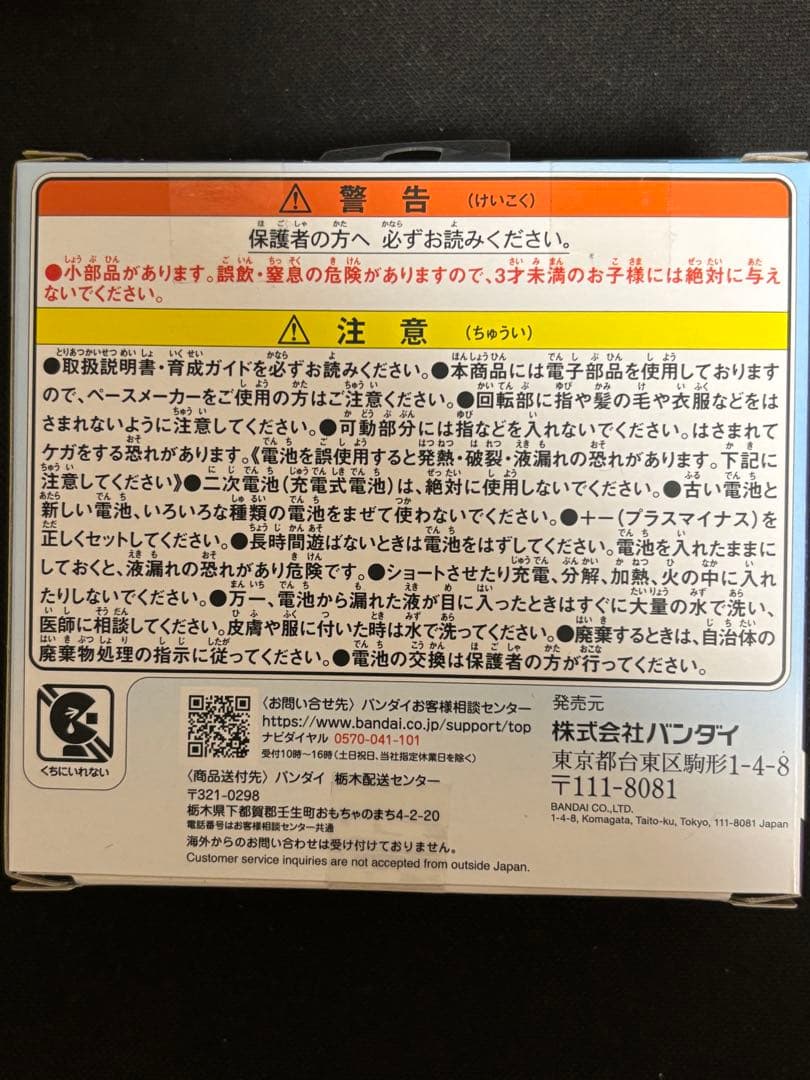 ⚠ 警告 (けいこく)
保護者の方へ 必ずお読みください。
●小部品があります。誤飲・窒息の危険がありますので、3才未満のお子様には絶対に与え
ないでください。
⚠ 注意 (ちゅうい)
●取扱説明書・育成ガイドを必ずお読みください。●本商品には電子部品を使用しております
ので、ペースメーカーをご使用の方はご注意ください。●回転部に指や髪の毛や衣服などをは
さまれないように注意してください。●可動部分には指などを入れないでください。はさまれて
ケガをする恐れがあります。《電池を誤使用すると発熱・破裂・液漏れの恐れがあります。下記に
注意してください》●二次電池(充電式電池)は、絶対に使用しないでください。●古い電池と
新しい電池、いろいろな種類の電池をまぜて使わないでください。●+−(プラスマイナス)を
正しくセットしてください。●長時間遊ばないときは電池をはずしてください。電池を入れたままに
しておくと、液漏れの恐れがあり危険です。●ショートさせたり充電、分解、加熱、火の中に入れ
たりしないでください。●万一、電池から漏れた液が目に入ったときはすぐに大量の水で洗い、
医師に相談してください。皮膚や服に付いた時は水で洗ってください。●廃棄するときは、自治体の
廃棄物処理の指示に従ってください。●電池の交換は保護者の方が行ってください。
くちにいれない
〈お問い合せ先〉バンダイお客様相談センター
https://www.bandai.co.jp/support/top
ナビダイヤル 0570-041-101
受付10時〜16時(土日祝日、当社指定休業日を除く)
〈商品送付先〉バンダイ 栃木配送センター
〒321-0298
栃木県下都賀郡壬生町おもちゃのまち4-2-20
電話番号はお客様相談センター共通
海外からのお問い合わせは受け付けておりません。
Customer service inquiries are not accepted from outside Japan.
発売元
株式会社バンダイ
東京都台東区駒形1-4-8
〒111-8081
BANDAI CO.,LTD.
1-4-8, Komagata, Taito-ku, Tokyo, 111-8081 Japan